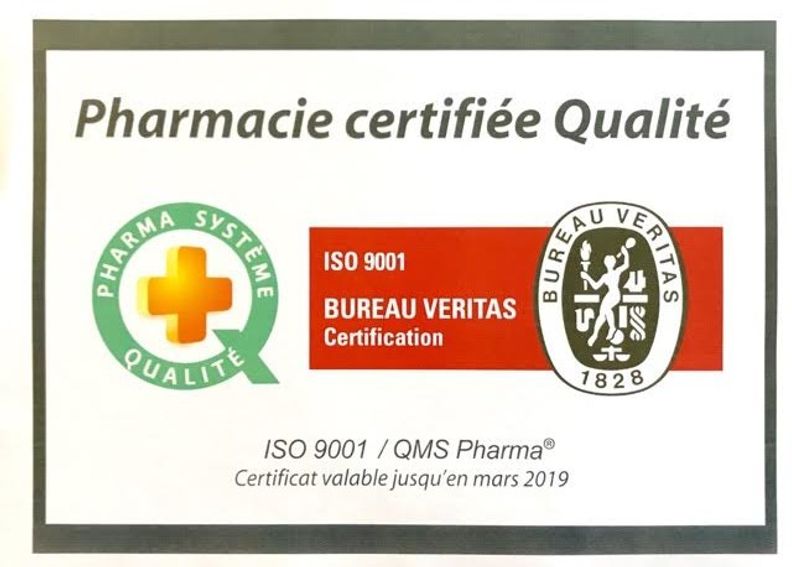 Pharmacie certifiée Qualité
PHARMA SYSTÈME
QUALITÉ
ISO 9001
BUREAU VERITAS
Certification
BUREAU VERITAS
1828
ISO 9001 / QMS Pharma®
Certificat valable jusqu'en mars 2019